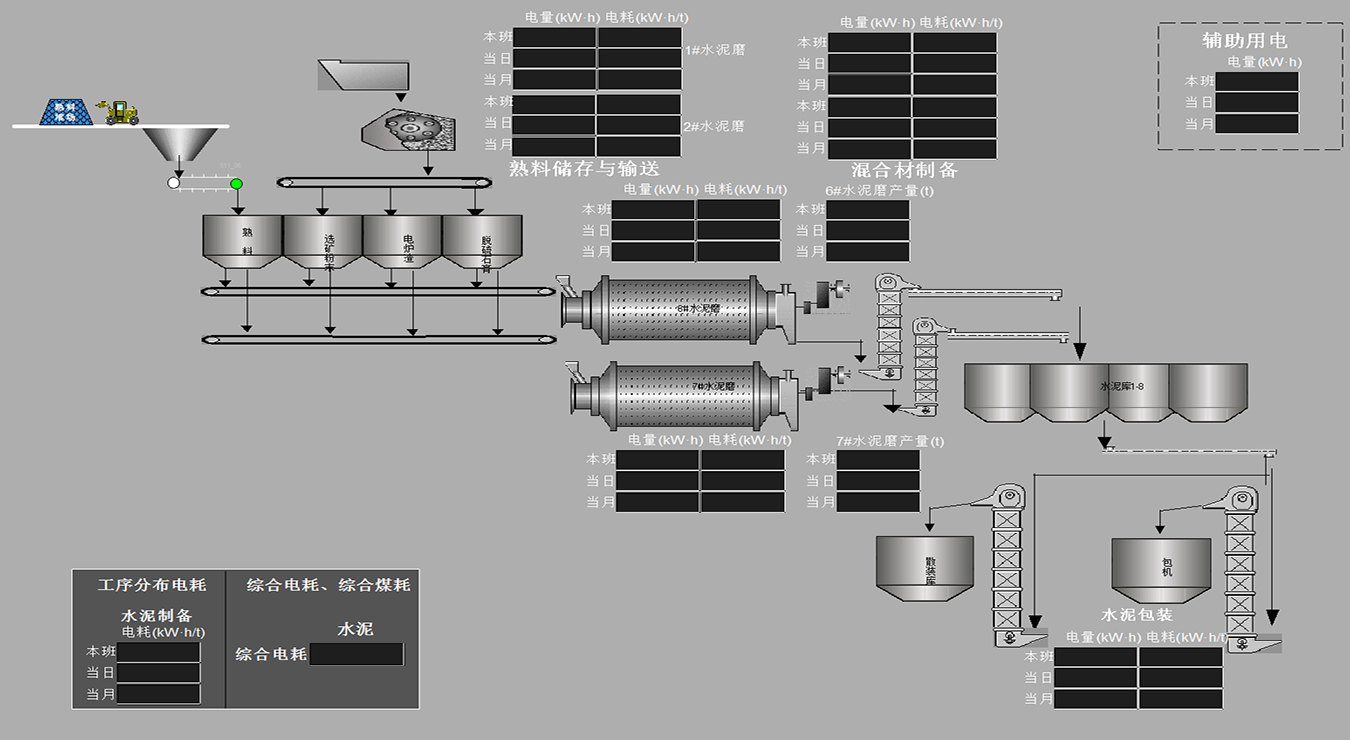 电量(kW·h) 电耗(kW·h/t)
本班
当日
当月
1#水泥磨
本班
当日
当月
2#水泥磨
熟料储存与输送
电量(kW·h) 电耗(kW·h/t)
本班
当日
当月
本班
当日
当月
混合材制备
辅助用电
电量(kW·h)
本班
当日
当月
熟料
堆场
电量(kW·h) 电耗(kW·h/t)
本班
当日
当月
6#水泥磨产量(t)
本班
当日
当月
熟料
选矿粉末
电炉渣
脱硫石膏
6#水泥磨
7#水泥磨
水泥库1-8
电量(kW·h) 电耗(kW·h/t)
本班
当日
当月
7#水泥磨产量(t)
本班
当日
当月
散装库
包机
水泥包装
电量(kW·h) 电耗(kW·h/t)
本班
当日
当月
工序分布电耗
水泥制备
电耗(kW·h/t)
本班
当日
当月
综合电耗、综合煤耗
水泥
综合电耗